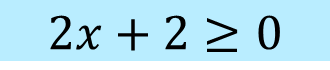 2x + 2 ≥ 0